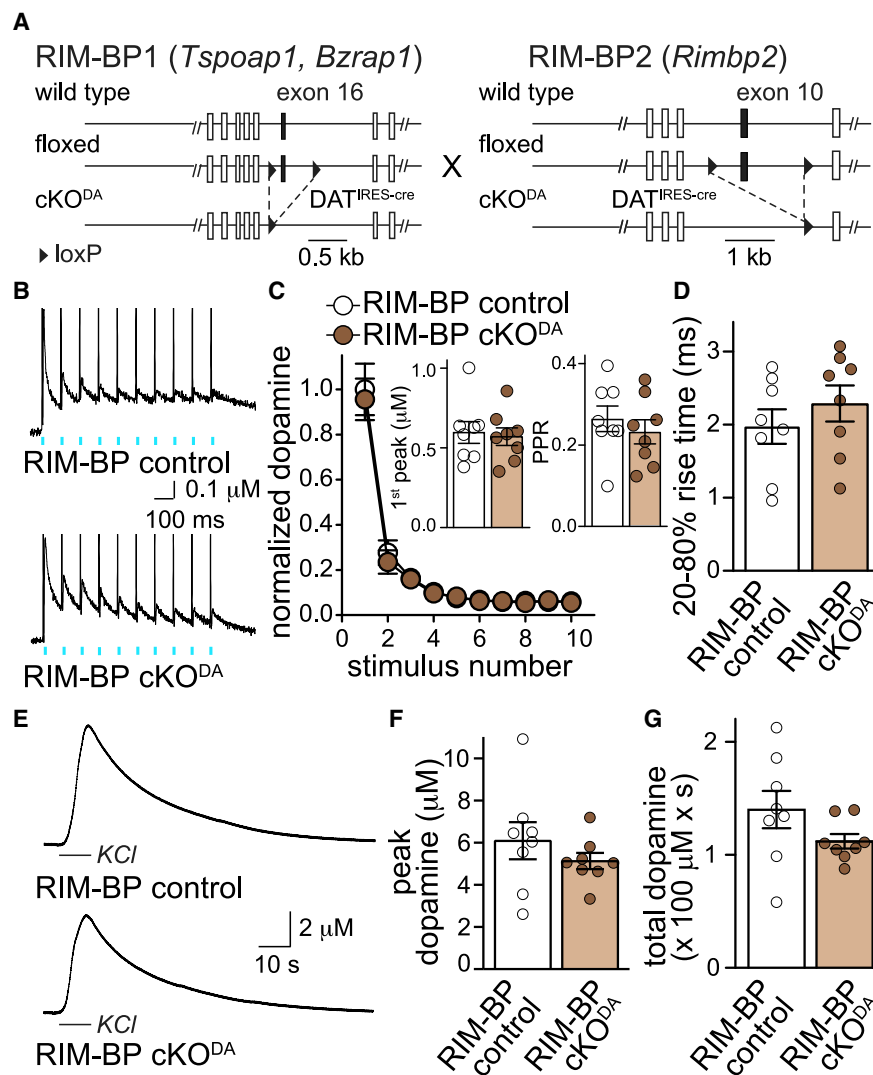 A
RIM-BP1 (Tspoap1, Bzrap1)
wild type
exon 16
floxed
cKO^DA
DAT^IRES-cre
loxP
0.5 kb
X
RIM-BP2 (Rimbp2)
wild type
exon 10
floxed
cKO^DA
DAT^IRES-cre
1 kb
B
RIM-BP control
0.1 μM
100 ms
RIM-BP cKO^DA
C
RIM-BP control
RIM-BP cKO^DA
normalized dopamine
1.0
0.8
0.6
0.4
0.2
0.0
0 2 4 6 8 10
stimulus number
1st peak (μM)
1.0
0.5
0.0
PPR
0.4
0.2
0.0
D
20-80% rise time (ms)
3
2
1
0
RIM-BP
control
RIM-BP
cKO^DA
E
KCl
RIM-BP control
2 μM
10 s
KCl
RIM-BP cKO^DA
F
peak
dopamine (μM)
10
8
6
4
2
0
RIM-BP
control
RIM-BP
cKO^DA
G
total dopamine
(x 100 μM x s)
2
1
0
RIM-BP
control
RIM-BP
cKO^DA